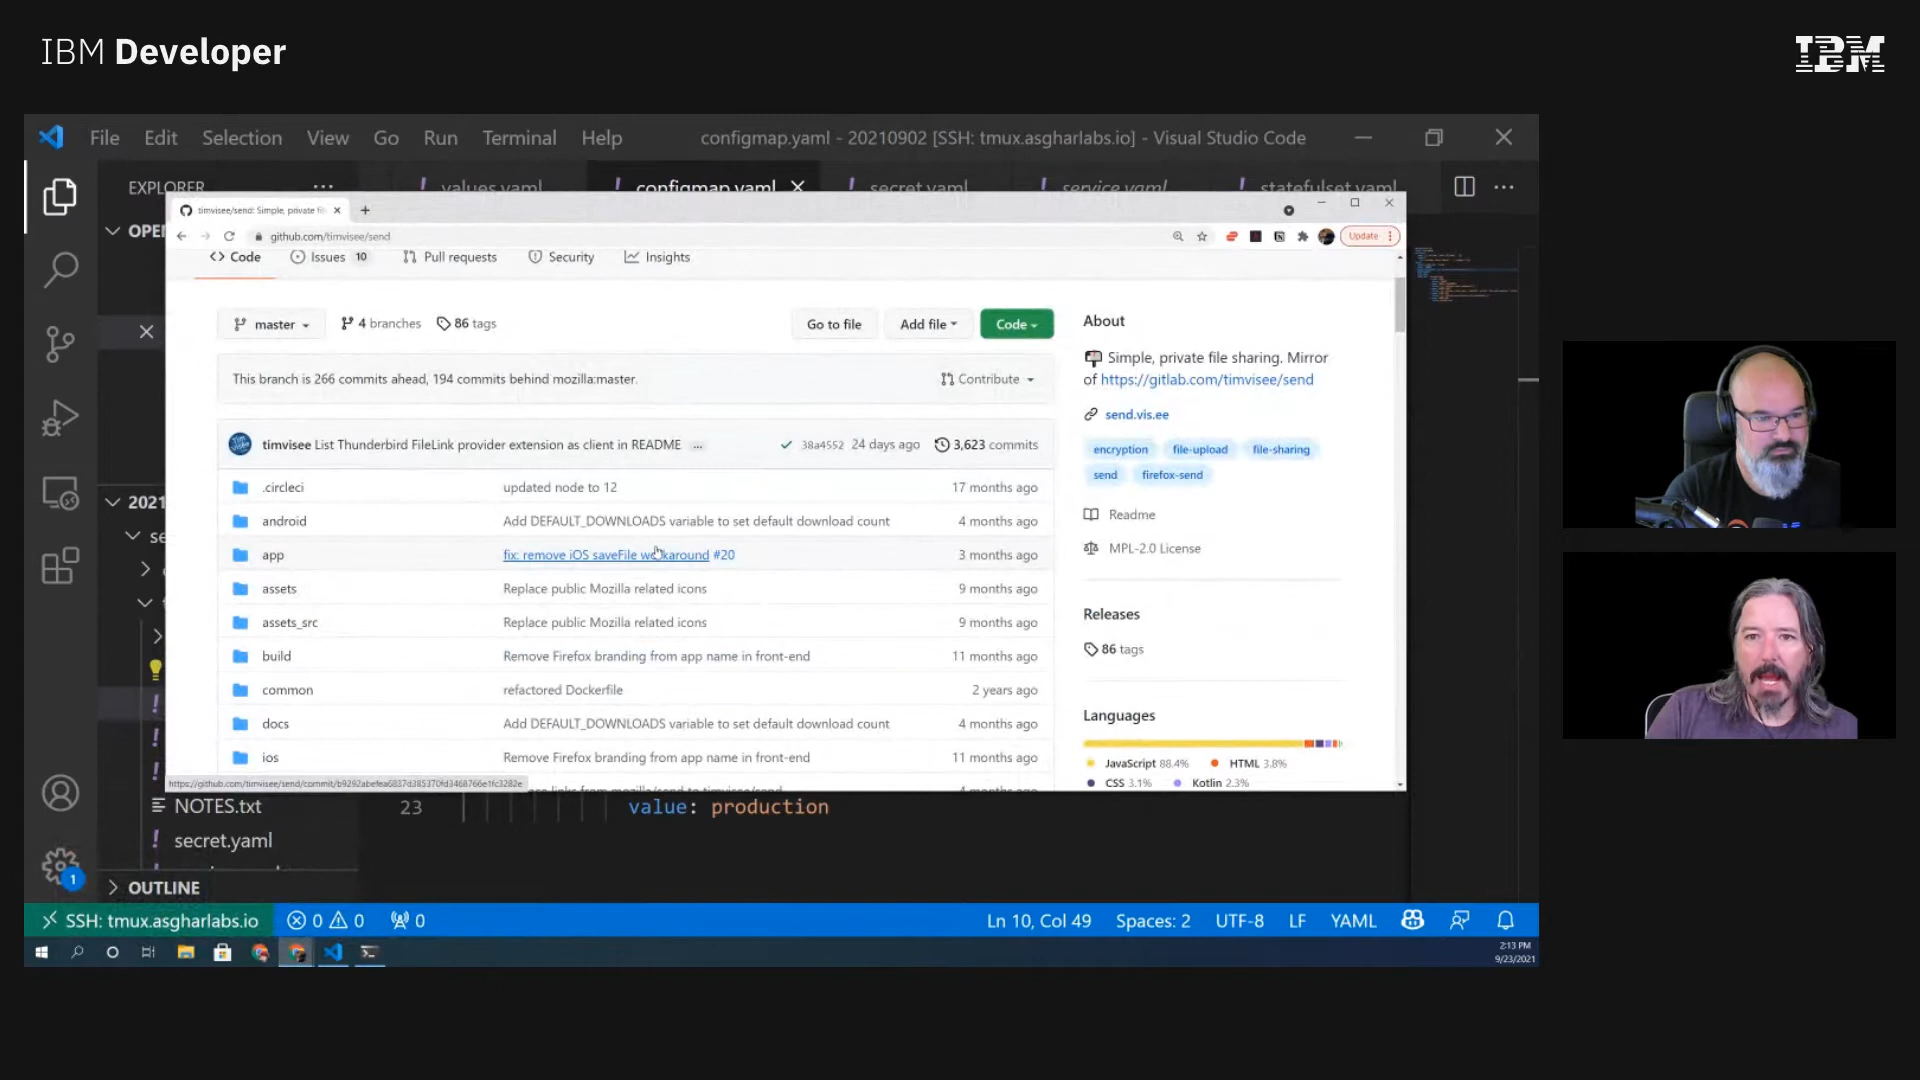 IBM Developer
IBM
File Edit Selection View Go Run Terminal Help configmap.yaml - 20210902 [SSH: tmux.asgharlabs.io] - Visual Studio Code
EXPLORER ... ! values.yaml ! configmap.yaml ! secret.yaml ! service.yaml ! statefulset.yaml ...
OPE
timvisee/send: Simple, private fi
github.com/timvisee/send Update
Code Issues 10 Pull requests Security Insights
master 4 branches 86 tags Go to file Add file Code
This branch is 266 commits ahead, 194 commits behind mozilla:master. Contribute
timvisee List Thunderbird FileLink provider extension as client in README ... 38a4552 24 days ago 3,623 commits
.circleci updated node to 12 17 months ago
android Add DEFAULT_DOWNLOADS variable to set default download count 4 months ago
app fix: remove iOS saveFile workaround #20 3 months ago
assets Replace public Mozilla related icons 9 months ago
assets_src Replace public Mozilla related icons 9 months ago
build Remove Firefox branding from app name in front-end 11 months ago
common refactored Dockerfile 2 years ago
docs Add DEFAULT_DOWNLOADS variable to set default download count 4 months ago
ios Remove Firefox branding from app name in front-end 11 months ago
About
Simple, private file sharing. Mirror
of https://gitlab.com/timvisee/send
send.vis.ee
encryption file-upload file-sharing
send firefox-send
Readme
MPL-2.0 License
Releases
86 tags
Languages
JavaScript 88.4% HTML 3.8%
CSS 3.1% Kotlin 2.3%
2021
se
NOTES.txt
23 value: production
! secret.yaml
OUTLINE
1
SSH: tmux.asgharlabs.io 0 0 0 Ln 10, Col 49 Spaces: 2 UTF-8 LF YAML
2:13 PM
9/23/2021